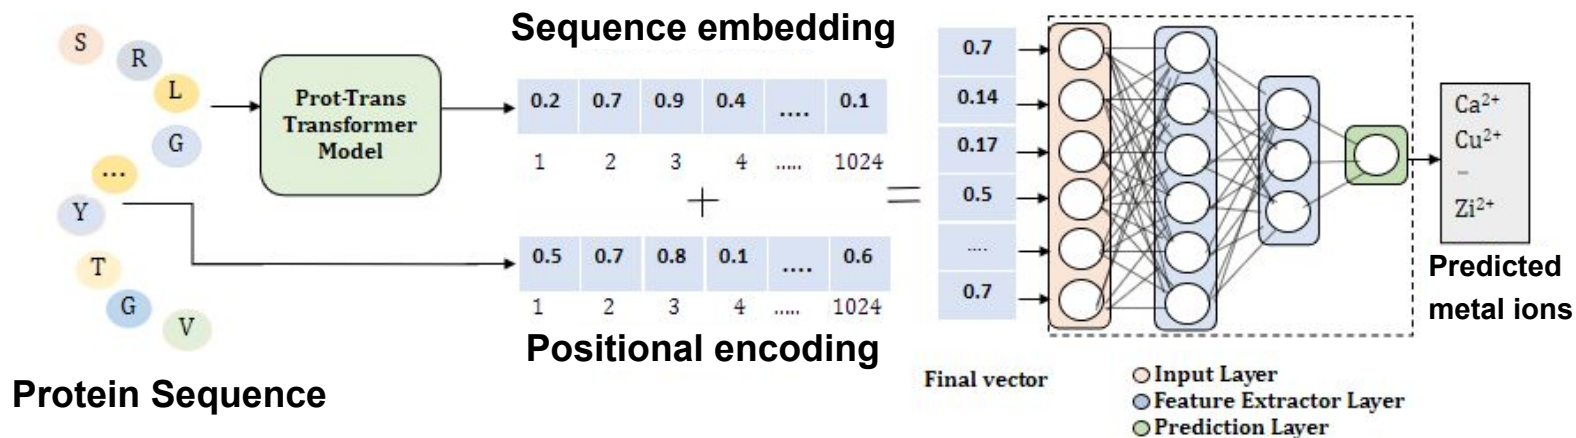 S
R
L
G
...
Y
T
G
V
Protein Sequence
Prot-Trans
Transformer
Model
Sequence embedding
0.2 0.7 0.9 0.4 .... 0.1
1 2 3 4 ..... 1024
+
0.5 0.7 0.8 0.1 .... 0.6
1 2 3 4 ..... 1024
Positional encoding
=
0.7
0.14
0.17
0.5
....
0.7
Final vector
Ca²⁺
Cu²⁺
–
Zi²⁺
Predicted
metal ions
Input Layer
Feature Extractor Layer
Prediction Layer